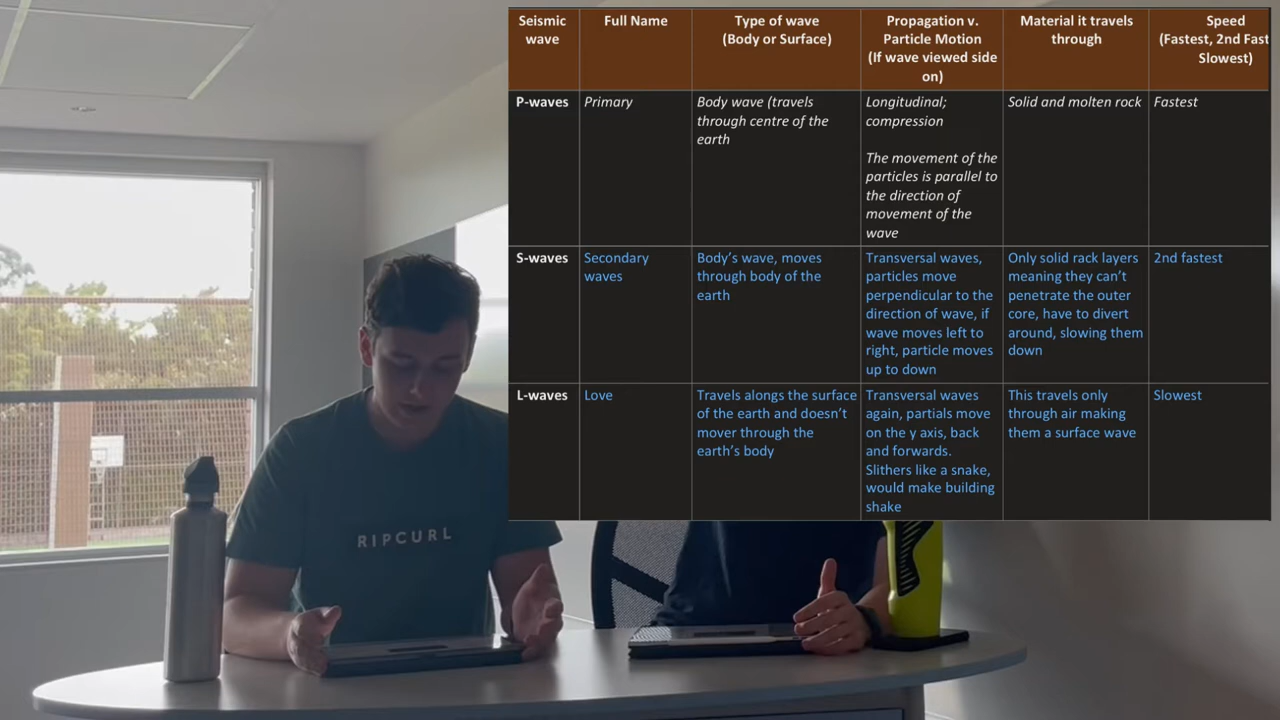 Seismic wave
Full Name
Type of wave
(Body or Surface)
Propagation v.
Particle Motion
(If wave viewed side
on)
Material it travels
through
Speed
(Fastest, 2nd Fast
Slowest)
P-waves
Primary
Body wave (travels
through centre of the
earth
Longitudinal;
compression
The movement of the
particles is parallel to
the direction of
movement of the
wave
Solid and molten rock
Fastest
S-waves
Secondary
waves
Body’s wave, moves
through body of the
earth
Transversal waves,
particles move
perpendicular to the
direction of wave, if
wave moves left to
right, particle moves
up to down
Only solid rack layers
meaning they can’t
penetrate the outer
core, have to divert
around, slowing them
down
2nd fastest
L-waves
Love
Travels alongs the surface
of the earth and doesn’t
mover through the
earth’s body
Transversal waves
again, partials move
on the y axis, back
and forwards.
Slithers like a snake,
would make building
shake
This travels only
through air making
them a surface wave
Slowest
RIPCURL